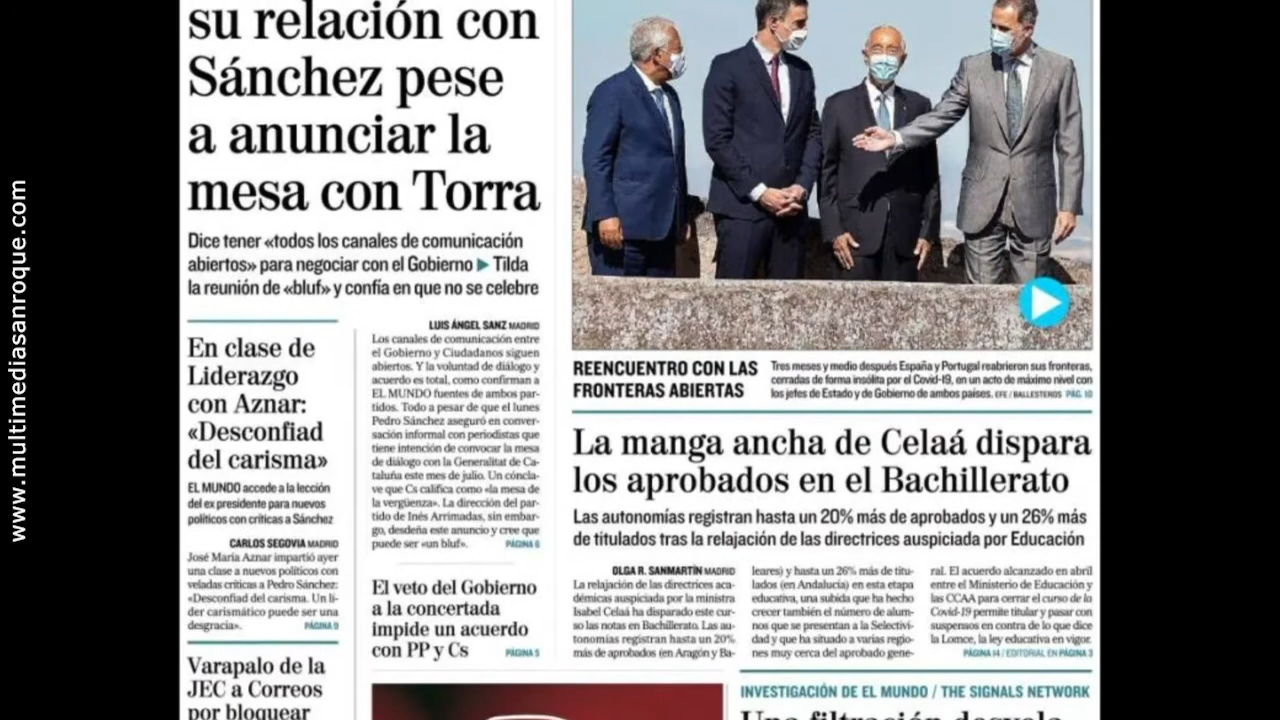 www.multimediasanroque.com
su relación con
Sánchez pese
a anunciar la
mesa con Torra
Dice tener «todos los canales de comunicación
abiertos» para negociar con el Gobierno ▶ Tilda
la reunión de «bluf» y confía en que no se celebre
En clase de
Liderazgo
con Aznar:
«Desconfiad
del carisma»
EL MUNDO accede a la lección
del ex presidente para nuevos
políticos con críticas a Sánchez
CARLOS SEGOVIA MADRID
José María Aznar impartió ayer
una clase a nuevos políticos con
veladas críticas a Pedro Sánchez:
«Desconfiad del carisma. Un lí-
der carismático puede ser una
desgracia». PÁGINA 9
Varapalo de la
JEC a Correos
por bloquear
LUIS ÁNGEL SANZ MADRID
Los canales de comunicación entre
el Gobierno y Ciudadanos siguen
abiertos. Y la voluntad de diálogo y
acuerdo es total, como confirman a
EL MUNDO fuentes de ambos par-
tidos. Todo a pesar de que el lunes
Pedro Sánchez aseguró en conver-
sación informal con periodistas que
tiene intención de convocar la mesa
de diálogo con la Generalitat de Ca-
taluña este mes de julio. Un cóncla-
ve que Cs califica como «la mesa de
la vergüenza». La dirección del par-
tido de Inés Arrimadas, sin embar-
go, desdeña este anuncio y cree que
puede ser «un bluf». PÁGINA 6
El veto del Gobierno
a la concertada
impide un acuerdo
con PP y Cs PÁGINA 5
REENCUENTRO CON LAS
FRONTERAS ABIERTAS
Tres meses y medio después España y Portugal reabrieron sus fronteras,
cerradas de forma insólita por el Covid-19, en un acto de máximo nivel con
los jefes de Estado y de Gobierno de ambos países. EFE / BALLESTEROS PÁG. 10
La manga ancha de Celaá dispara
los aprobados en el Bachillerato
Las autonomías registran hasta un 20% más de aprobados y un 26% más
de titulados tras la relajación de las directrices auspiciada por Educación
OLGA R. SANMARTÍN MADRID
La relajación de las directrices aca-
démicas auspiciada por la ministra
Isabel Celaá ha disparado este cur-
so las notas en Bachillerato. Las au-
tonomías registran hasta un 20%
más de aprobados (en Aragón y Ba-
leares) y hasta un 26% más de titu-
lados (en Andalucía) en esta etapa
educativa, una subida que ha hecho
crecer también el número de alum-
nos que se presentan a la Selectivi-
dad y que ha situado a varias regio-
nes muy cerca del aprobado gene-
ral. El acuerdo alcanzado en abril
entre el Ministerio de Educación y
las CCAA para cerrar el curso de la
Covid-19 permite titular y pasar con
suspensos en contra de lo que dice
la Lomce, la ley educativa en vigor.
PÁGINA 14 / EDITORIAL EN PÁGINA 3
INVESTIGACIÓN DE EL MUNDO / THE SIGNALS NETWORK
Una filtración desvela